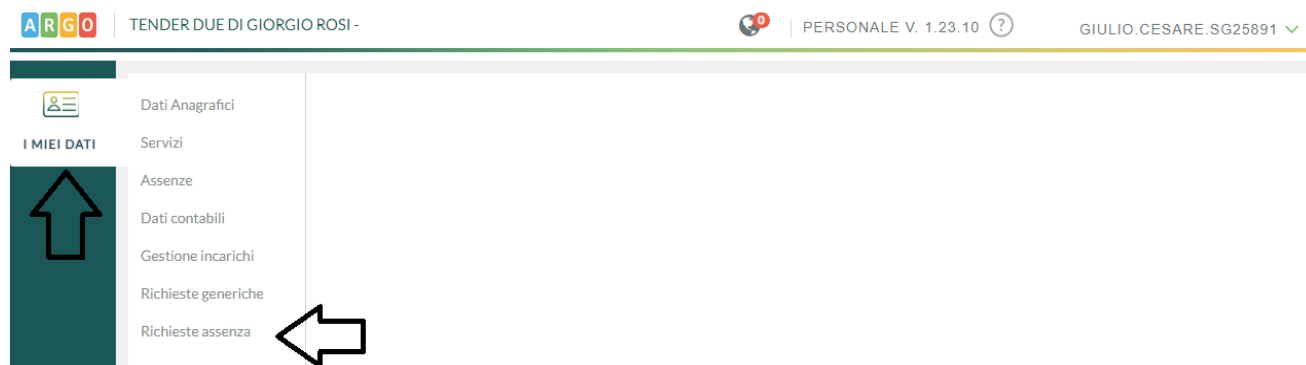 ARGO TENDER DUE DI GIORGIO ROSI - 0 PERSONALE V. 1.23.10 ? GIULIO.CESARE.SG25891
I MIEI DATI
Dati Anagrafici
Servizi
Assenze
Dati contabili
Gestione incarichi
Richieste generiche
Richieste assenza